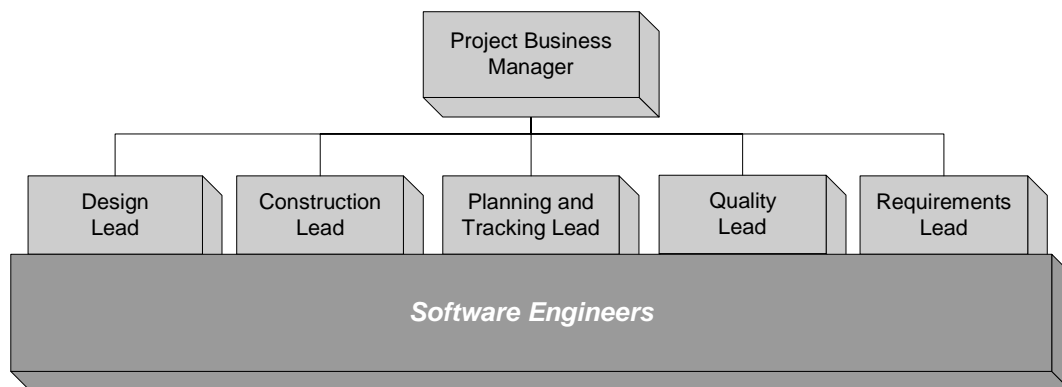 Project Business
Manager
Design
Lead
Construction
Lead
Planning and
Tracking Lead
Quality
Lead
Requirements
Lead
Software Engineers